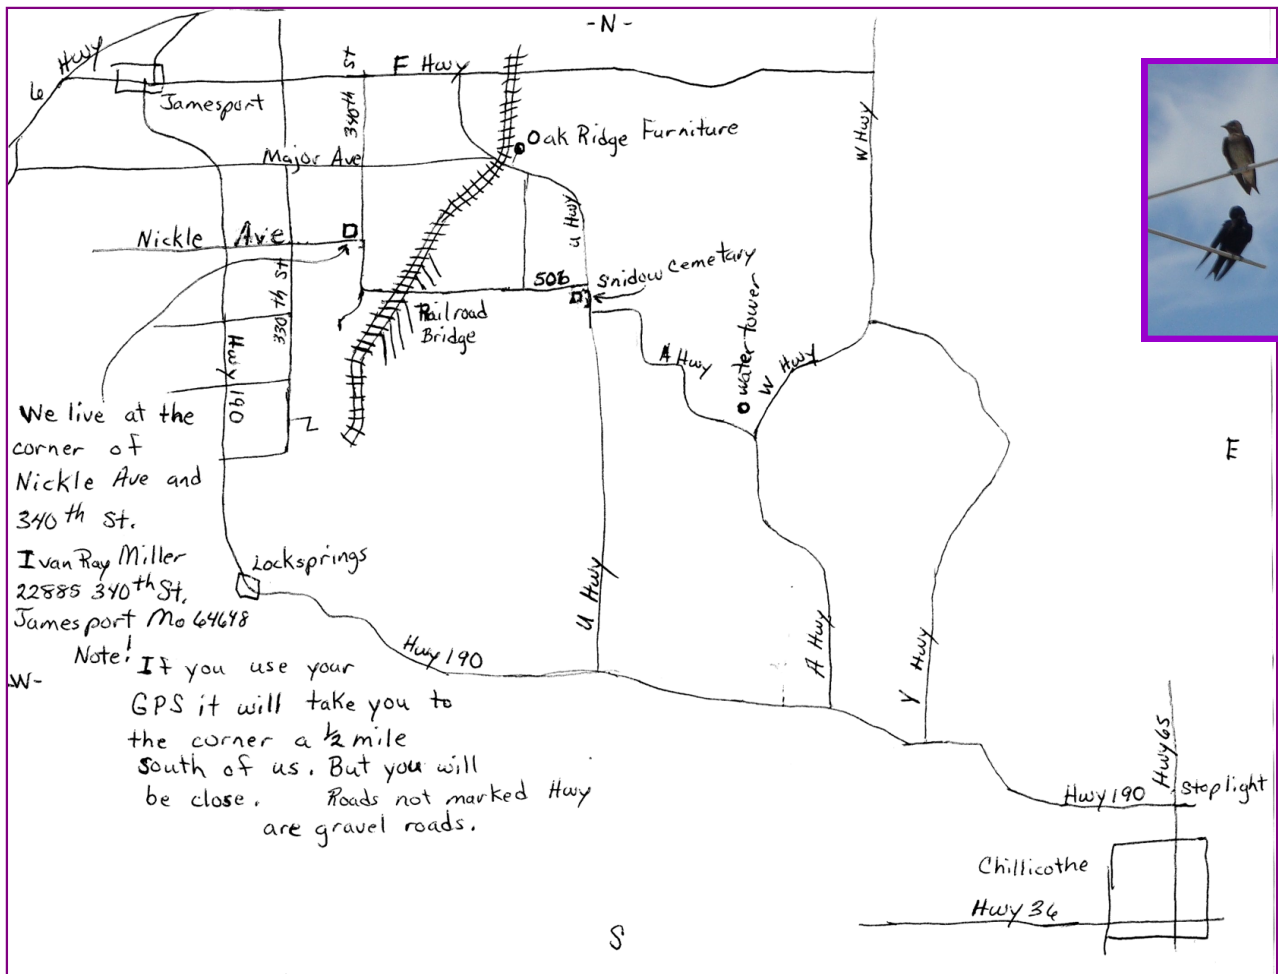 -N-
6 Hwy
Jamesport
340th St
F Hwy
Oak Ridge Furniture
W Hwy
Major Ave
Nickle Ave
U Hwy
506
Snidow Cemetary
330th St
Railroad
Bridge
Hwy 190
A Hwy
water tower
W Hwy
We live at the
corner of
Nickle Ave and
340th St.
E
Ivan Ray Miller
22885 340th St.
Jamesport Mo 64648
Locksprings
U Hwy
Note!
If you use your
GPS it will take you to
the corner a 1/2 mile
south of us. But you will
be close. Roads not marked Hwy
are gravel roads.
Hwy 190
A Hwy
Y Hwy
W-
Hwy 65
Hwy 190
Stoplight
Chillicothe
Hwy 36
S